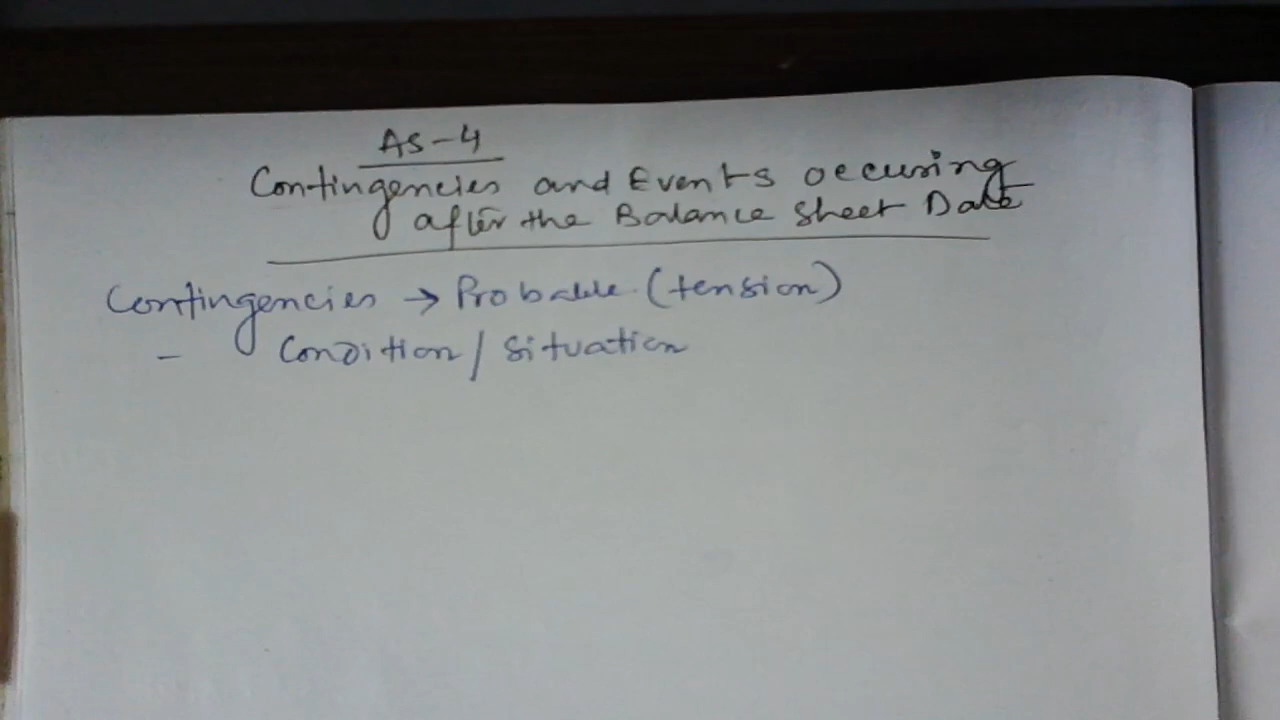 AS-4
Contingencies and Events occuring
after the Balance Sheet Date
Contingencies → Probable (tension)
- Condition / Situation